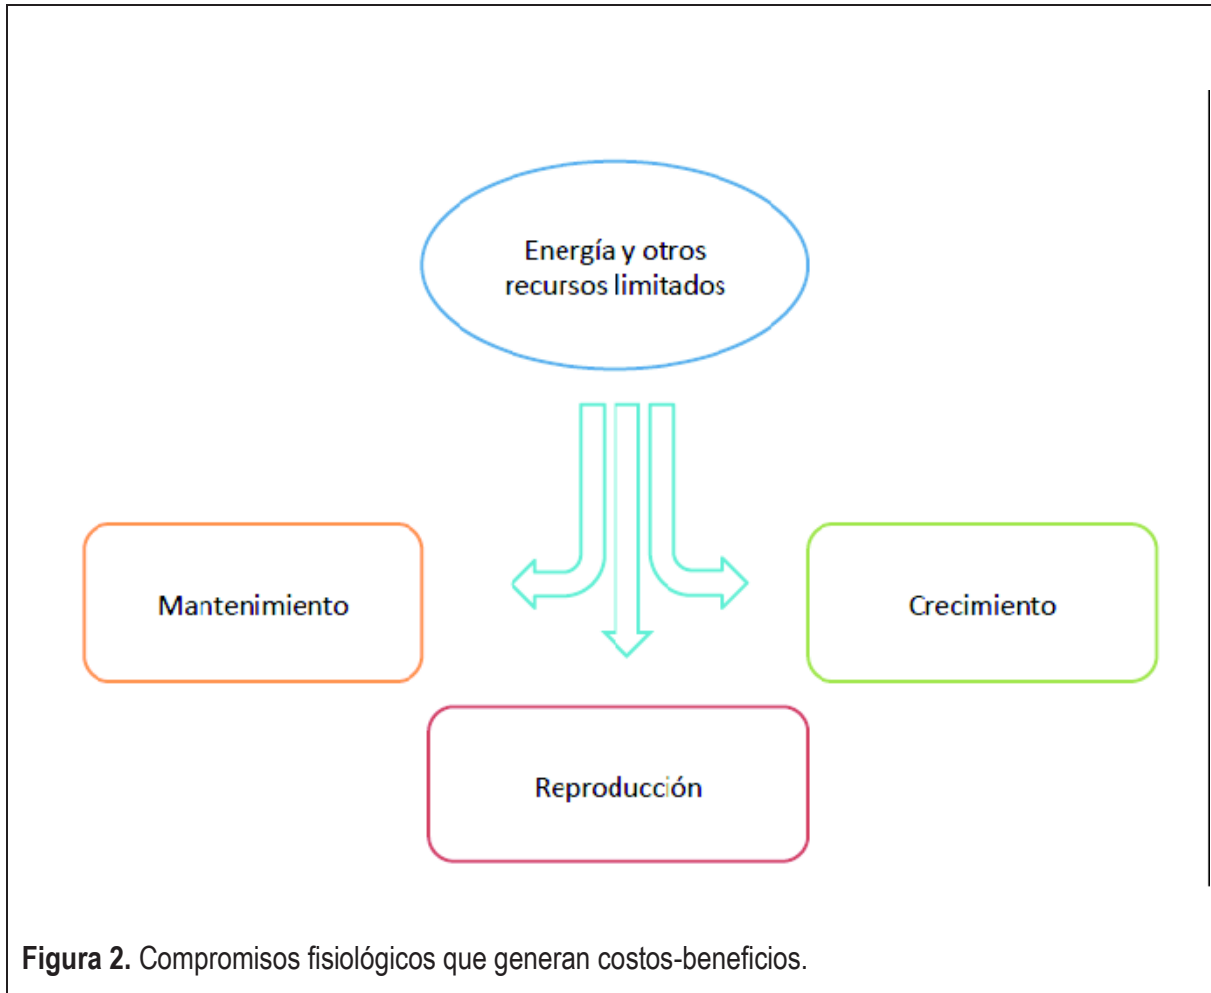 Energía y otros
recursos limitados
Mantenimiento
Crecimiento
Reproducción
Figura 2. Compromisos fisiológicos que generan costos-beneficios.